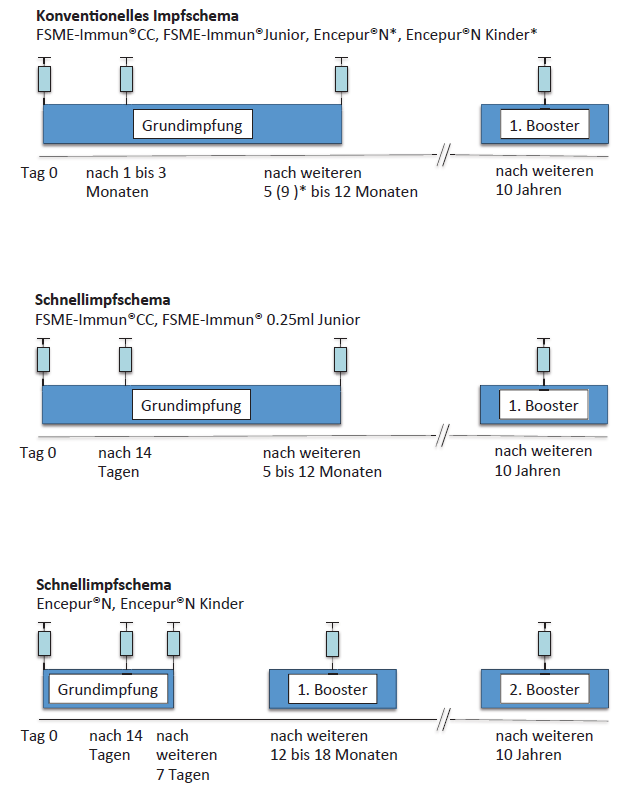 Konventionelles Impfschema
FSME-Immun®CC, FSME-Immun®Junior, Encepur®N*, Encepur®N Kinder*
Grundimpfung
1. Booster
Tag 0
nach 1 bis 3
Monaten
nach weiteren
5 (9 )* bis 12 Monaten
nach weiteren
10 Jahren
Schnellimpfschema
FSME-Immun®CC, FSME-Immun® 0.25ml Junior
Grundimpfung
1. Booster
Tag 0
nach 14
Tagen
nach weiteren
5 bis 12 Monaten
nach weiteren
10 Jahren
Schnellimpfschema
Encepur®N, Encepur®N Kinder
Grundimpfung
1. Booster
2. Booster
Tag 0
nach 14
Tagen
nach
weiteren
7 Tagen
nach weiteren
12 bis 18 Monaten
nach weiteren
10 Jahren